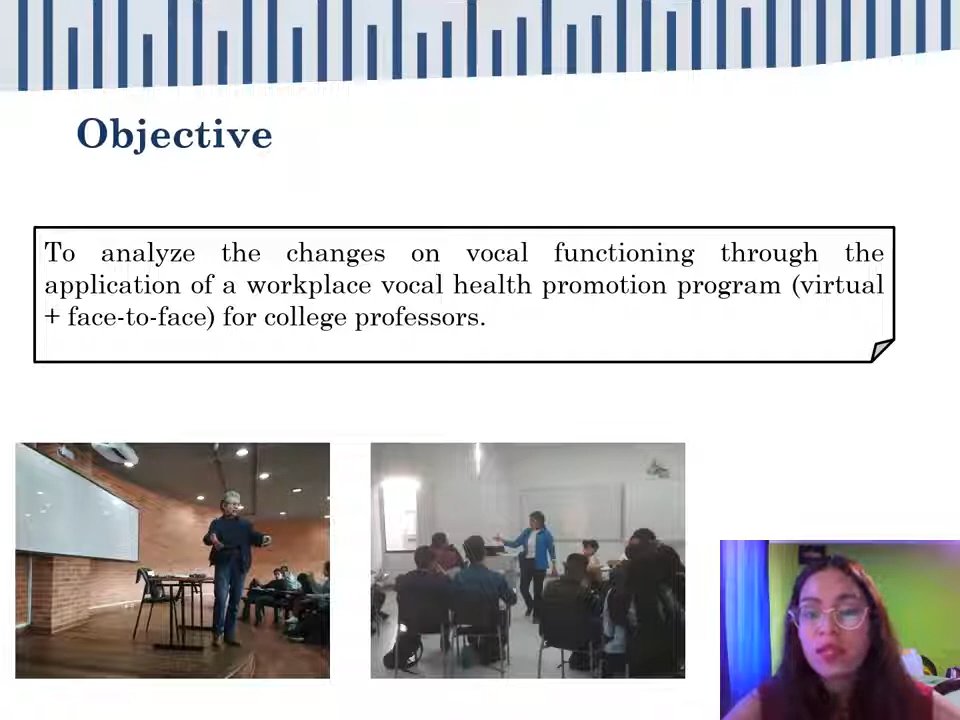 Objective
To analyze the changes on vocal functioning through the
application of a workplace vocal health promotion program (virtual
+ face-to-face) for college professors.